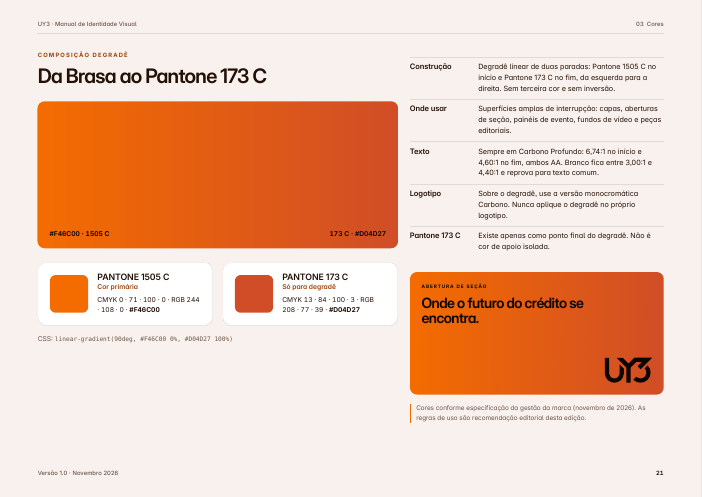 UY3 · Manual de Identidade Visual
03 Cores
COMPOSIÇÃO DEGRADÊ
Da Brasa ao Pantone 173 C
#F46C00 · 1505 C
173 C · #D04D27
PANTONE 1505 C
Cor primária
CMYK 0 · 71 · 100 · 0 · RGB 244
· 108 · 0 · #F46C00
PANTONE 173 C
Só para degradê
CMYK 13 · 84 · 100 · 3 · RGB
208 · 77 · 39 · #D04D27
CSS: linear-gradient(90deg, #F46C00 0%, #D04D27 100%)
Construção
Degradê linear de duas paradas: Pantone 1505 C no
início e Pantone 173 C no fim, da esquerda para a
direita. Sem terceira cor e sem inversão.
Onde usar
Superfícies amplas de interrupção: capas, aberturas
de seção, painéis de evento, fundos de vídeo e peças
editoriais.
Texto
Sempre em Carbono Profundo: 6,74:1 no início e
4,60:1 no fim, ambos AA. Branco fica entre 3,00:1 e
4,40:1 e reprova para texto comum.
Logotipo
Sobre o degradê, use a versão monocromática
Carbono. Nunca aplique o degradê no próprio
logotipo.
Pantone 173 C
Existe apenas como ponto final do degradê. Não é
cor de apoio isolada.
ABERTURA DE SEÇÃO
Onde o futuro do crédito se
encontra.
UY3
Cores conforme especificação da gestão da marca (novembro de 2026). As
regras de uso são recomendação editorial desta edição.
Versão 1.0 · Novembro 2026
21